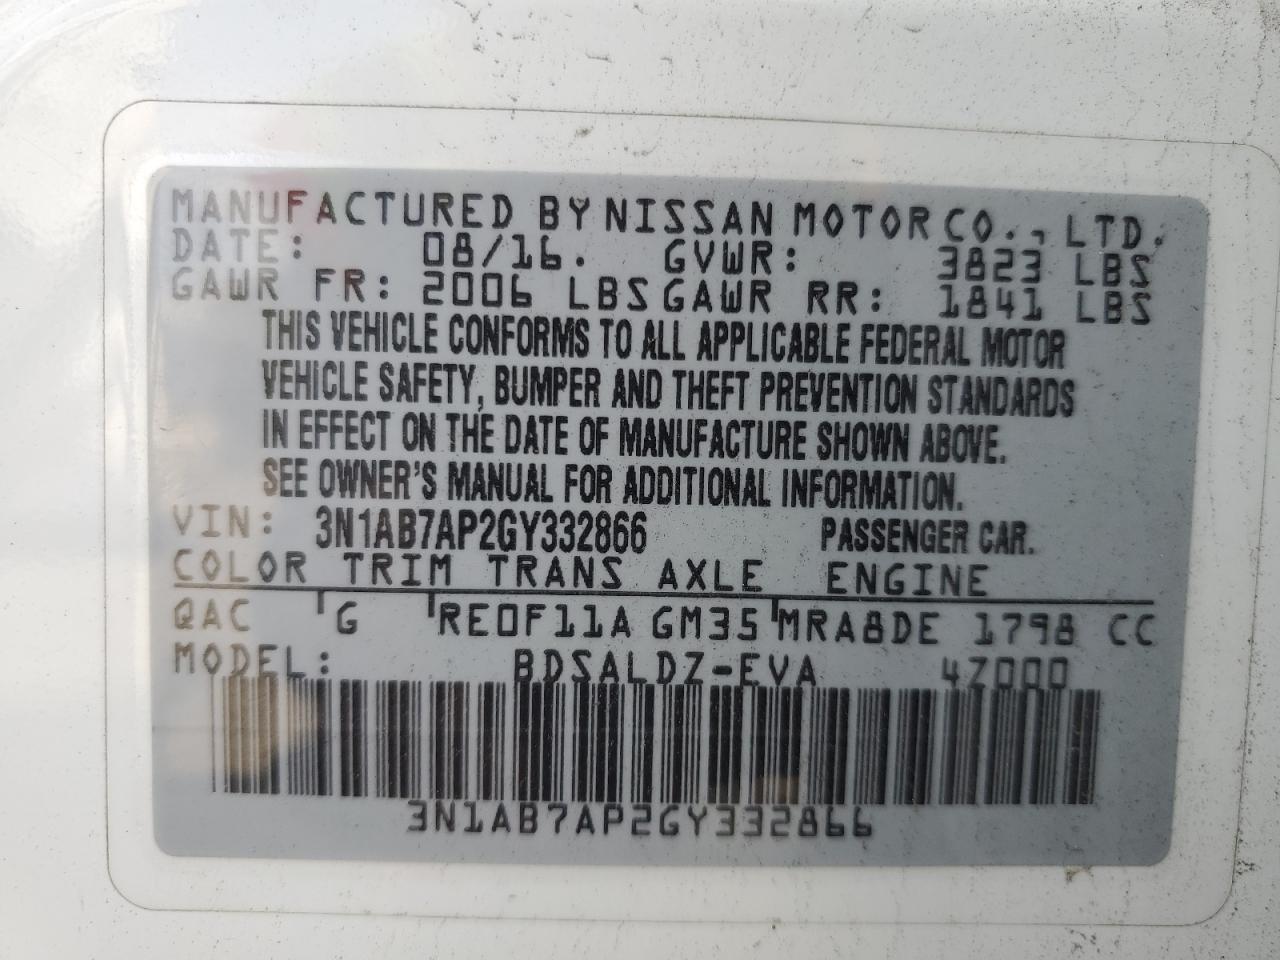 MANUFACTURED BY NISSAN MOTOR CO., LTD.
DATE: 08/16. GVWR: 3823 LBS
GAWR FR: 2006 LBS GAWR RR: 1841 LBS
THIS VEHICLE CONFORMS TO ALL APPLICABLE FEDERAL MOTOR
VEHICLE SAFETY, BUMPER AND THEFT PREVENTION STANDARDS
IN EFFECT ON THE DATE OF MANUFACTURE SHOWN ABOVE.
SEE OWNER'S MANUAL FOR ADDITIONAL INFORMATION.
VIN: 3N1AB7AP2GY332866 PASSENGER CAR.
COLOR TRIM TRANS AXLE ENGINE
QAC G RE0F11A GM35 MRA8DE 1798 CC
MODEL: BDSALDZ-EVA 4Z000
3N1AB7AP2GY332866